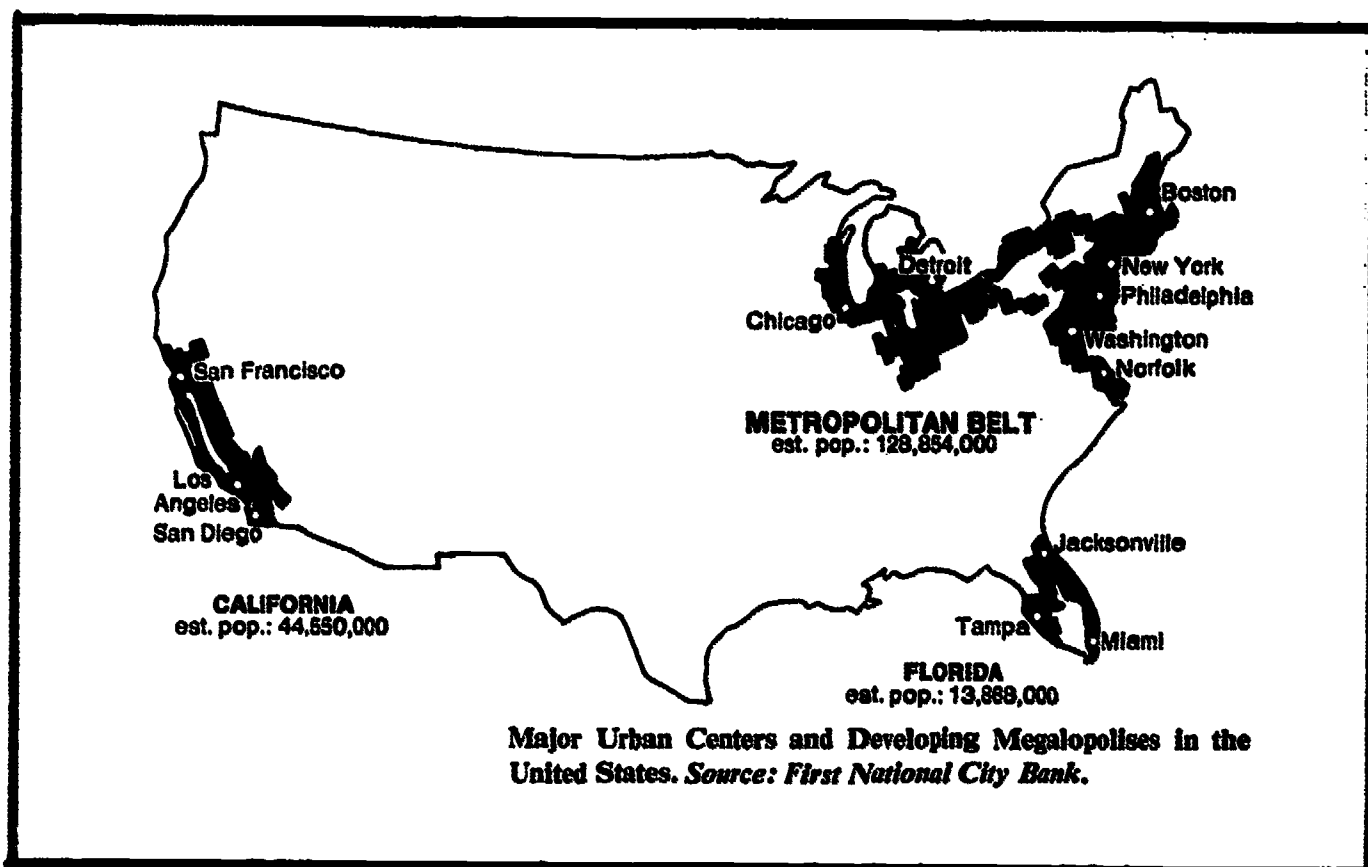 Boston
Detroit
New York
Philadelphia
Chicago
Washington
Norfolk
San Francisco
METROPOLITAN BELT
est. pop.: 128,854,000
Los
Angeles
San Diego
Jacksonville
CALIFORNIA
est. pop.: 44,550,000
Tampa
Miami
FLORIDA
est. pop.: 13,868,000
Major Urban Centers and Developing Megalopolises in the
United States. Source: First National City Bank.